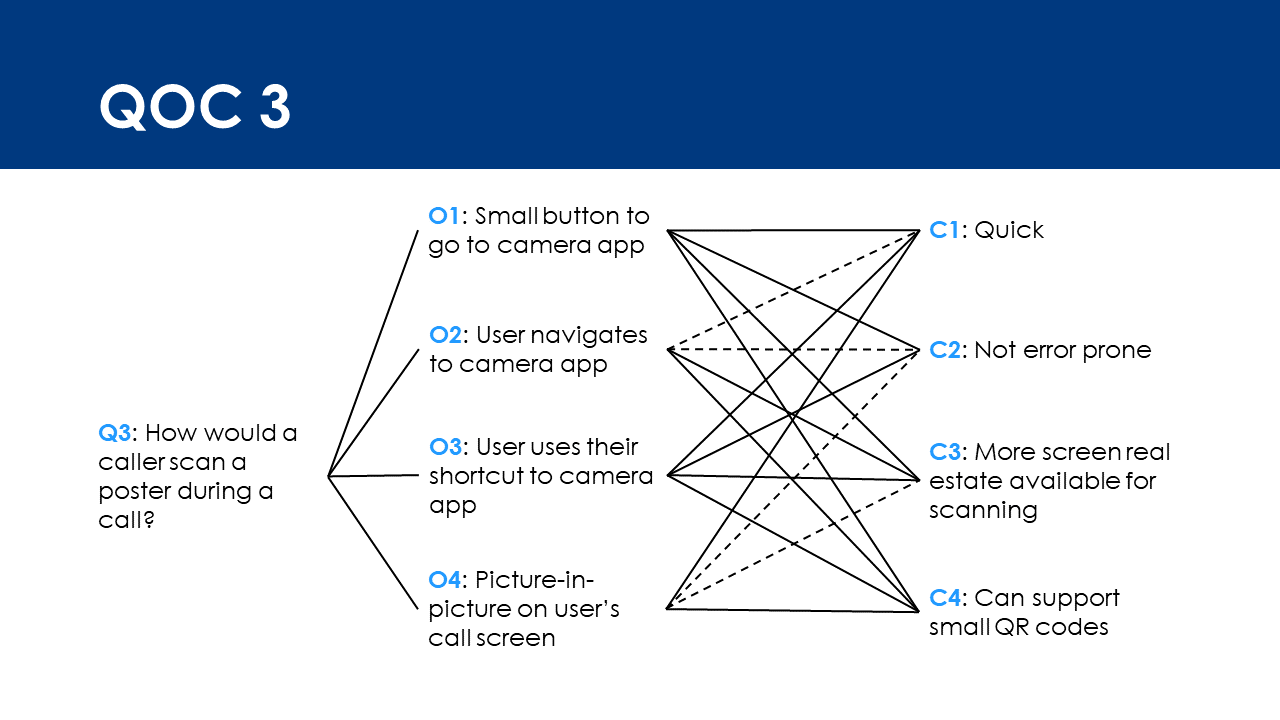 QOC 3
Q3: How would a
caller scan a
poster during a
call?
O1: Small button to
go to camera app
O2: User navigates
to camera app
O3: User uses their
shortcut to camera
app
O4: Picture-in-
picture on user’s
call screen
C1: Quick
C2: Not error prone
C3: More screen real
estate available for
scanning
C4: Can support
small QR codes